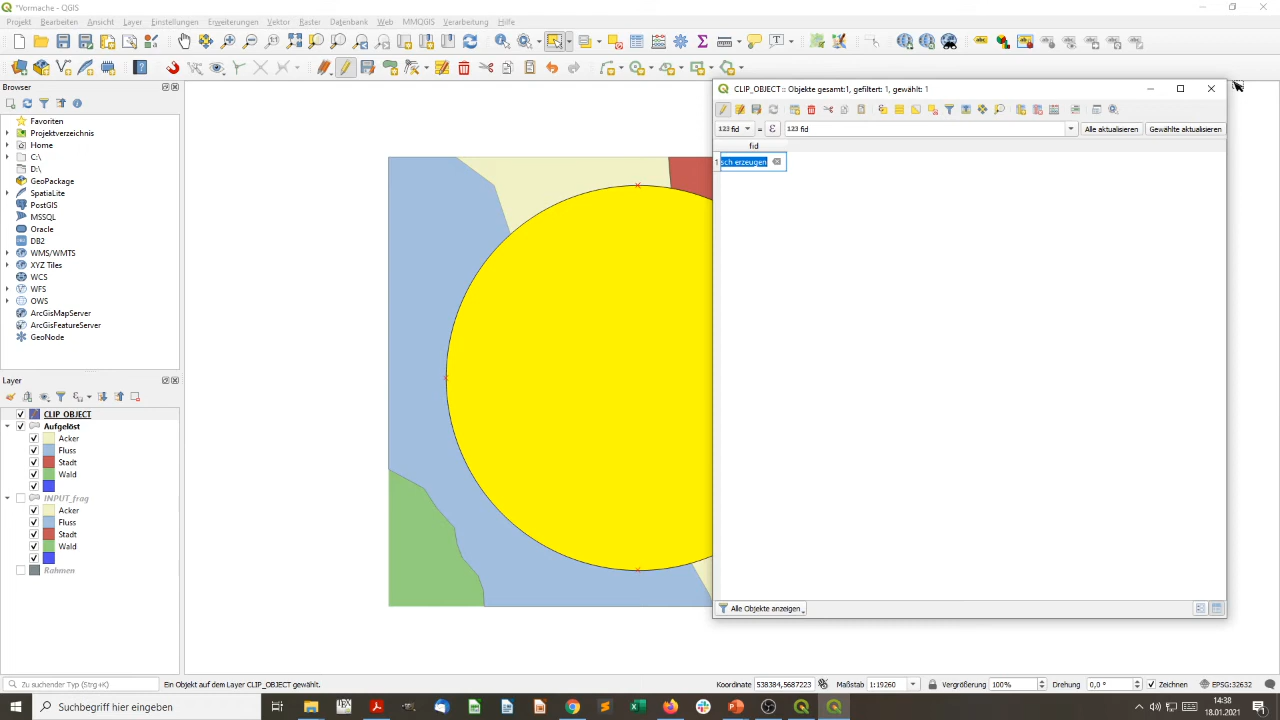 *Vormache — QGIS
Projekt Bearbeiten Ansicht Layer Einstellungen Erweiterungen Vektor Raster Datenbank Web MMQGIS Verarbeitung Hilfe
Browser
Favoriten
Projektverzeichnis
Home
C:\
D:\
GeoPackage
SpatiaLite
PostGIS
MSSQL
Oracle
DB2
WMS/WMTS
XYZ Tiles
WCS
WFS
OWS
ArcGisMapServer
ArcGisFeatureServer
GeoNode
Layer
CLIP_OBJECT
Aufgelöst
Acker
Fluss
Stadt
Wald
INPUT_frag
Acker
Fluss
Stadt
Wald
Rahmen
CLIP_OBJECT :: Objekte gesamt:1, gefiltert: 1, gewählt: 1
123 fid = ε 123 fid Alle aktualisieren Gewählte aktualisieren
fid
1 sch erzeugen
Alle Objekte anzeigen
Zu suchender Typ (Strg+K) Ein Objekt auf dem Layer CLIP_OBJECT gewählt. Koordinate 538384,5687223 Maßstab 1:19260 Vergrößerung 100% Drehung 0,0 ° Zeichnen EPSG:32632
Suchbegriff hier eingeben
14:38
18.01.2021